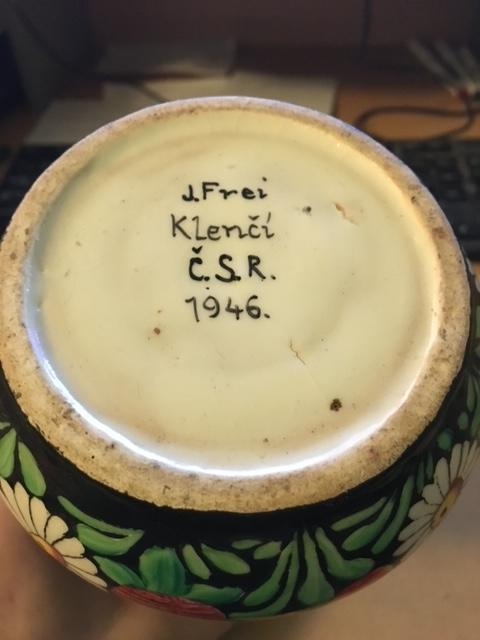 J.Frei
Klenčí
Č.S.R.
1946.